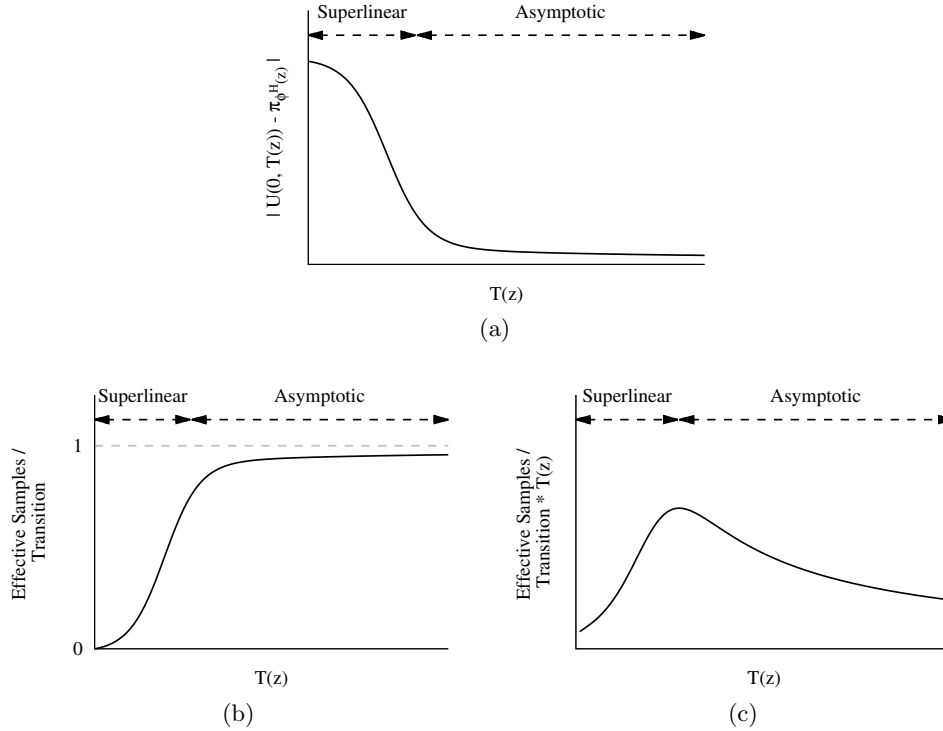 Superlinear Asymptotic
| U(0, T(z)) - π_ϕ^H(z) |
T(z)
(a)
Superlinear Asymptotic
1
Effective Samples /
Transition
0
T(z)
(b)
Superlinear Asymptotic
Effective Samples /
Transition * T(z)
T(z)
(c)